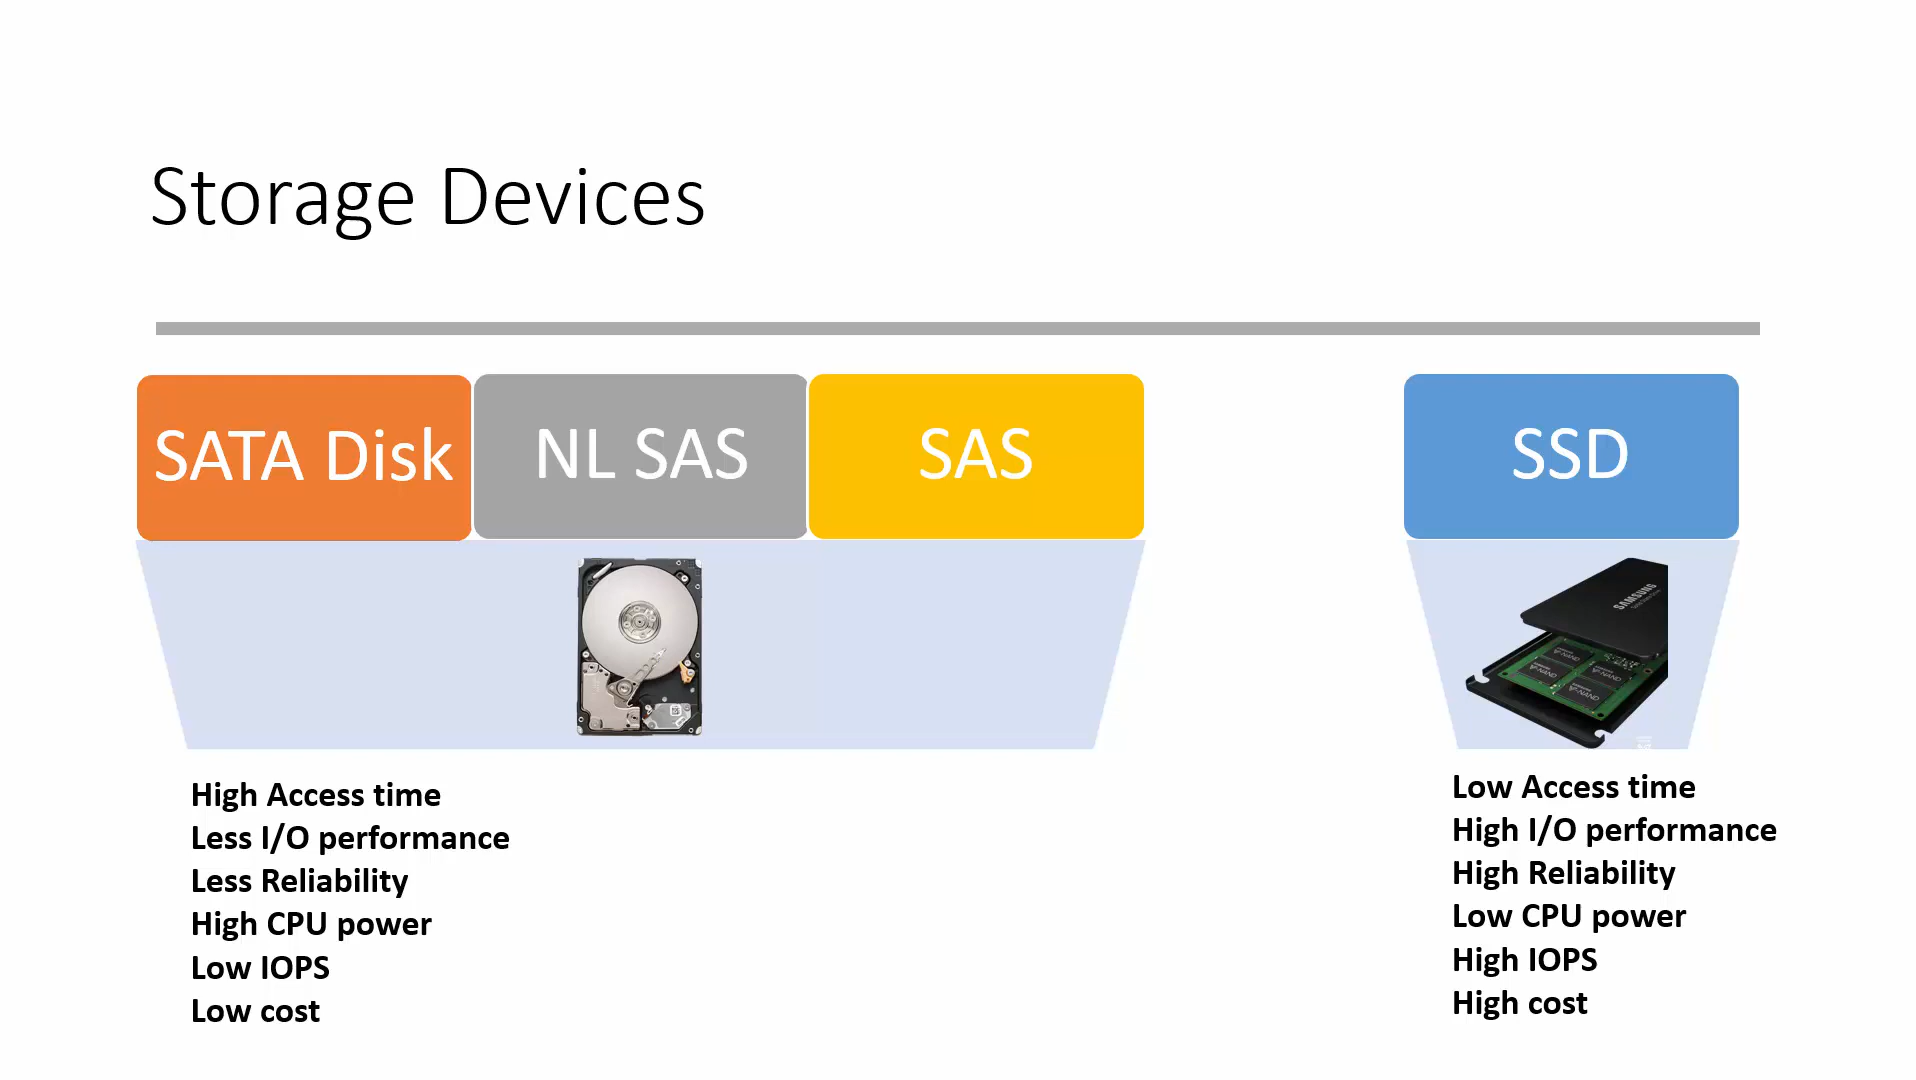 Storage Devices
SATA Disk
NL SAS
SAS
SSD
SAMSUNG
High Access time
Less I/O performance
Less Reliability
High CPU power
Low IOPS
Low cost
Low Access time
High I/O performance
High Reliability
Low CPU power
High IOPS
High cost